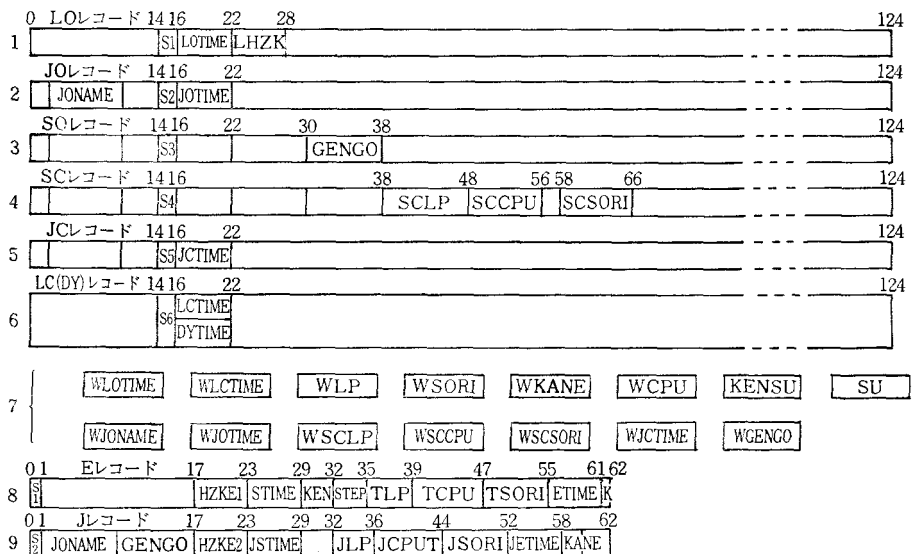 0 LOレコード 14 16 22 28 124
1 S1 LOTIME LHZK
JOレコード 14 16 22 124
2 JONAME S2 JOTIME
SOレコード 14 16 22 30 38 124
3 S3 GENGO
SCレコード 14 16 38 48 56 58 66 124
4 S4 SCLP SCCPU SCSORI
JCレコード 14 16 22 124
5 S5 JCTIME
LC(DY)レコード 14 16 22 124
6 S6 LCTIME
DYTIME
7 WLOTIME WLCTIME WLP WSORI WKANE WCPU KENSU SU
WJONAME WJOTIME WSCLP WSCCPU WSCSORI WJCTIME WGENGO
0 1 Eレコード 17 23 29 32 35 39 47 55 61 62
8 S1 HZKE1 STIME KEN STEP TLP TCPU TSORI ETIME K
0 1 Jレコード 17 23 29 32 36 44 52 58 62
9 S2 JONAME GENGO HZKE2 JSTIME JLP JCPUT JSORI JETIME KANE